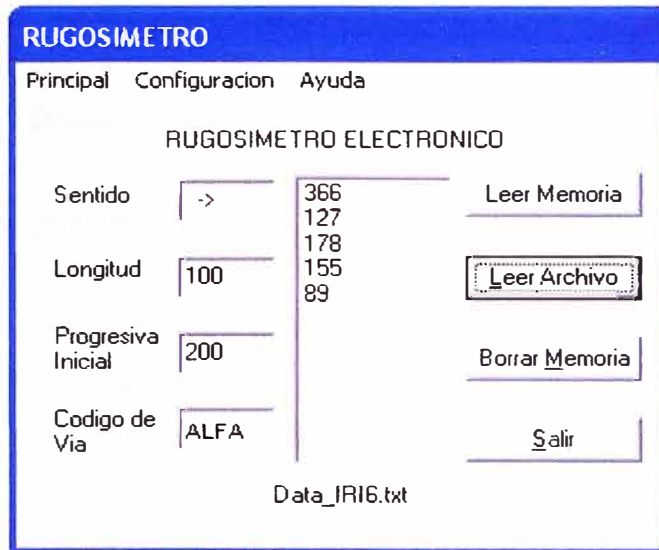 RUGOSIMETRO
Principal Configuracion Ayuda
RUGOSIMETRO ELECTRONICO
Sentido ->
Longitud 100
Progresiva
Inicial 200
Codigo de
Via ALFA
366
127
178
155
89
Leer Memoria
Leer Archivo
Borrar Memoria
Salir
Data_IRI6.txt